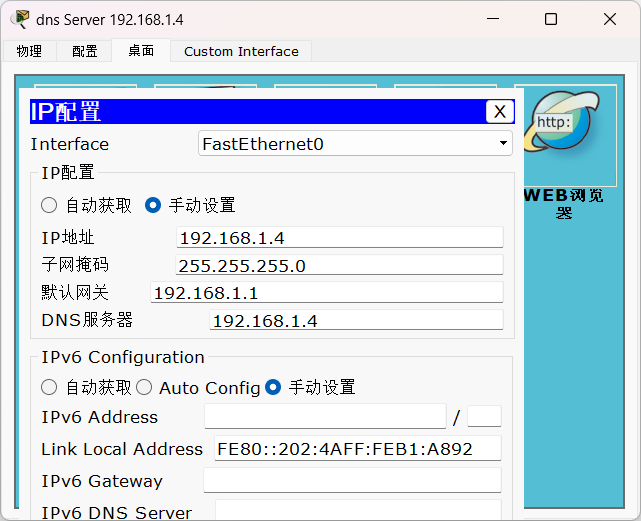 dns Server 192.168.1.4
物理 配置 桌面 Custom Interface
IP配置 X
http:
WEB浏览
器
Interface FastEthernet0
IP配置
自动获取 手动设置
IP地址 192.168.1.4
子网掩码 255.255.255.0
默认网关 192.168.1.1
DNS服务器 192.168.1.4
IPv6 Configuration
自动获取 Auto Config 手动设置
IPv6 Address /
Link Local Address FE80::202:4AFF:FEB1:A892
IPv6 Gateway
IPv6 DNS Server